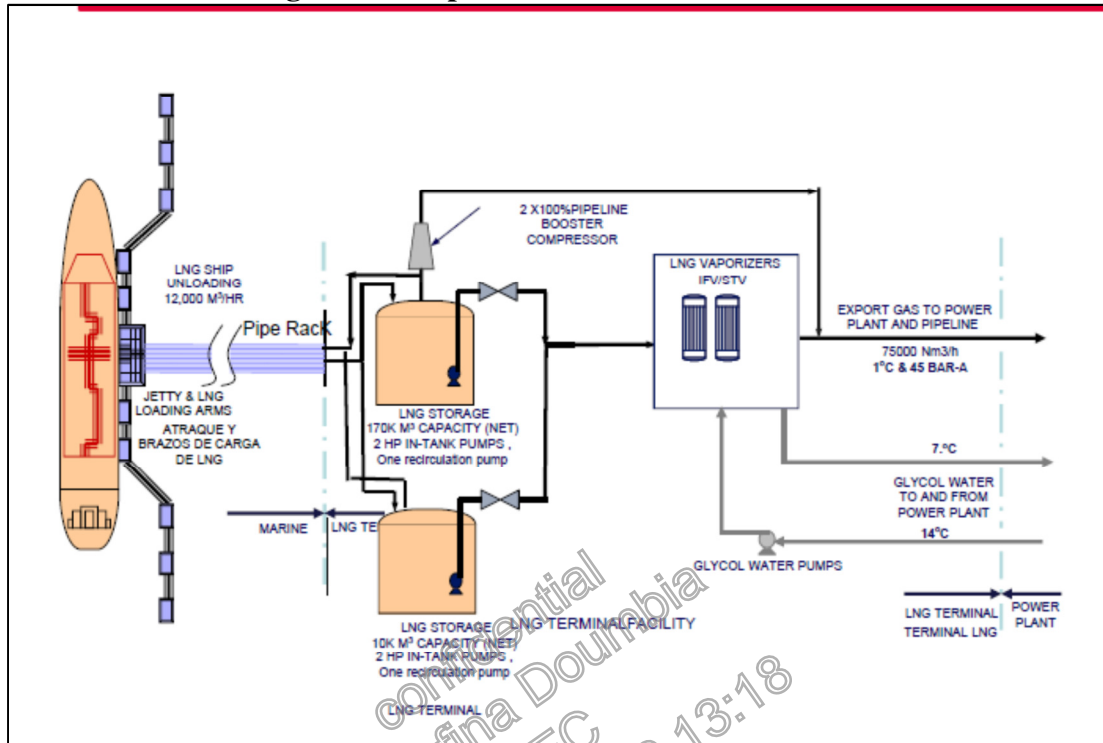 2 X100%PIPELINE
BOOSTER
COMPRESSOR
LNG SHIP
UNLOADING
12,000 M³/HR
Pipe RacK
JETTY & LNG
LOADING ARMS
ATRAQUE Y
BRAZOS DE CARGA
DE LNG
LNG VAPORIZERS
IFV/STV
EXPORT GAS TO POWER
PLANT AND PIPELINE
75000 Nm3/h
1°C & 45 BAR-A
LNG STORAGE
170K M³ CAPACITY (NET)
2 HP IN-TANK PUMPS ,
One recirculation pump
7.°C
GLYCOL WATER
TO AND FROM
POWER PLANT
14°C
GLYCOL WATER PUMPS
MARINE
LNG TE
LNG STORAGE
10K M³ CAPACITY (NET)
2 HP IN-TANK PUMPS ,
One recirculation pump
LNG TERMINALFACILITY
LNG TERMINAL
LNG TERMINAL
TERMINAL LNG
POWER
PLANT
confidential
fina Doumbia
13:18